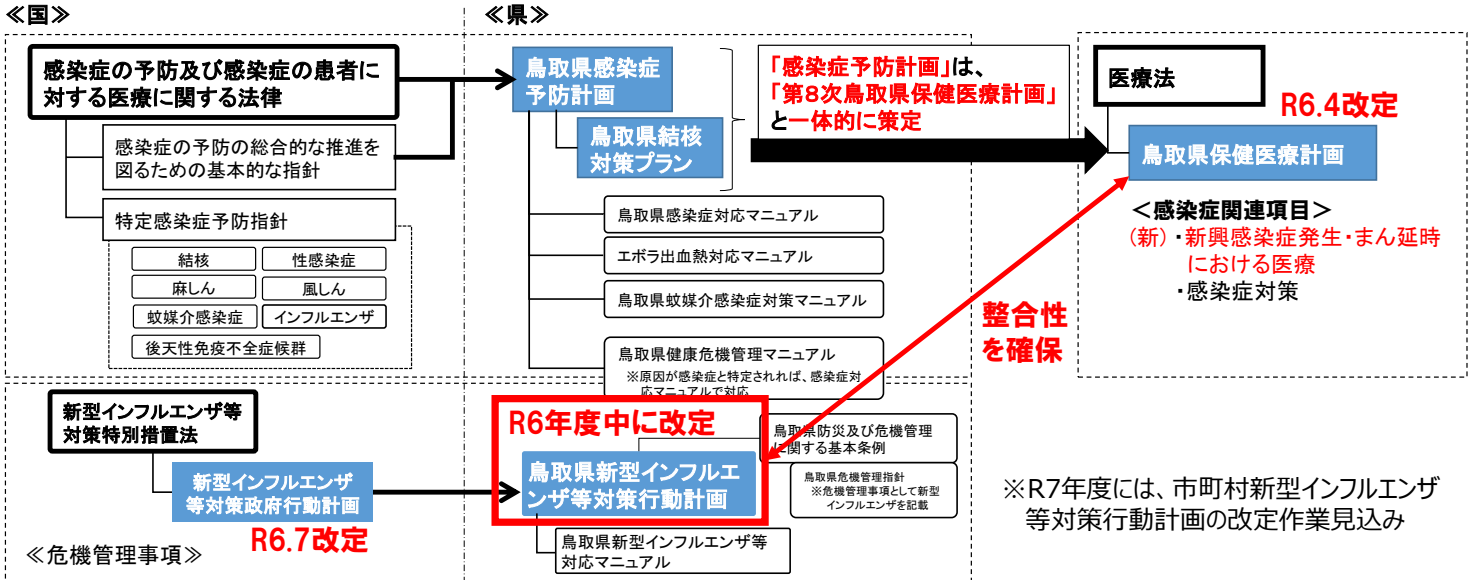 ≪国≫
≪県≫
感染症の予防及び感染症の患者に
対する医療に関する法律
感染症の予防の総合的な推進を
図るための基本的な指針
特定感染症予防指針
結核
性感染症
麻しん
風しん
蚊媒介感染症
インフルエンザ
後天性免疫不全症候群
鳥取県感染症
予防計画
鳥取県結核
対策プラン
「感染症予防計画」は、
「第8次鳥取県保健医療計画」
と一体的に策定
鳥取県感染症対応マニュアル
エボラ出血熱対応マニュアル
鳥取県蚊媒介感染症対策マニュアル
鳥取県健康危機管理マニュアル
※原因が感染症と特定されれば、感染症対
応マニュアルで対応
医療法
R6.4改定
鳥取県保健医療計画
＜感染症関連項目＞
(新)・新興感染症発生・まん延時
における医療
・感染症対策
整合性
を確保
新型インフルエンザ等
対策特別措置法
新型インフルエンザ
等対策政府行動計画
R6.7改定
≪危機管理事項≫
R6年度中に改定
鳥取県新型インフルエ
ンザ等対策行動計画
鳥取県防災及び危機管理
に関する基本条例
鳥取県危機管理指針
※危機管理事項として新型
インフルエンザを記載
鳥取県新型インフルエンザ等
対応マニュアル
※R7年度には、市町村新型インフルエンザ
等対策行動計画の改定作業見込み